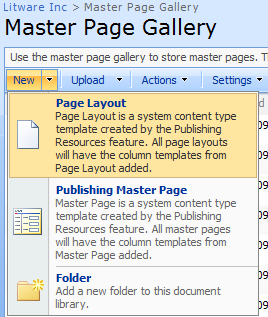 Litware Inc > Master Page Gallery
Master Page Gallery
Use the master page gallery to store master pages. T
New Upload Actions Settings
Page Layout
Page Layout is a system content type
template created by the Publishing
Resources feature. All page layouts
will have the column templates from
Page Layout added.
Publishing Master Page
Master Page is a system content type
template created by the Publishing
Resources feature. All master pages
will have the column templates from
Master Page added.
Folder
Add a new folder to this document
library.